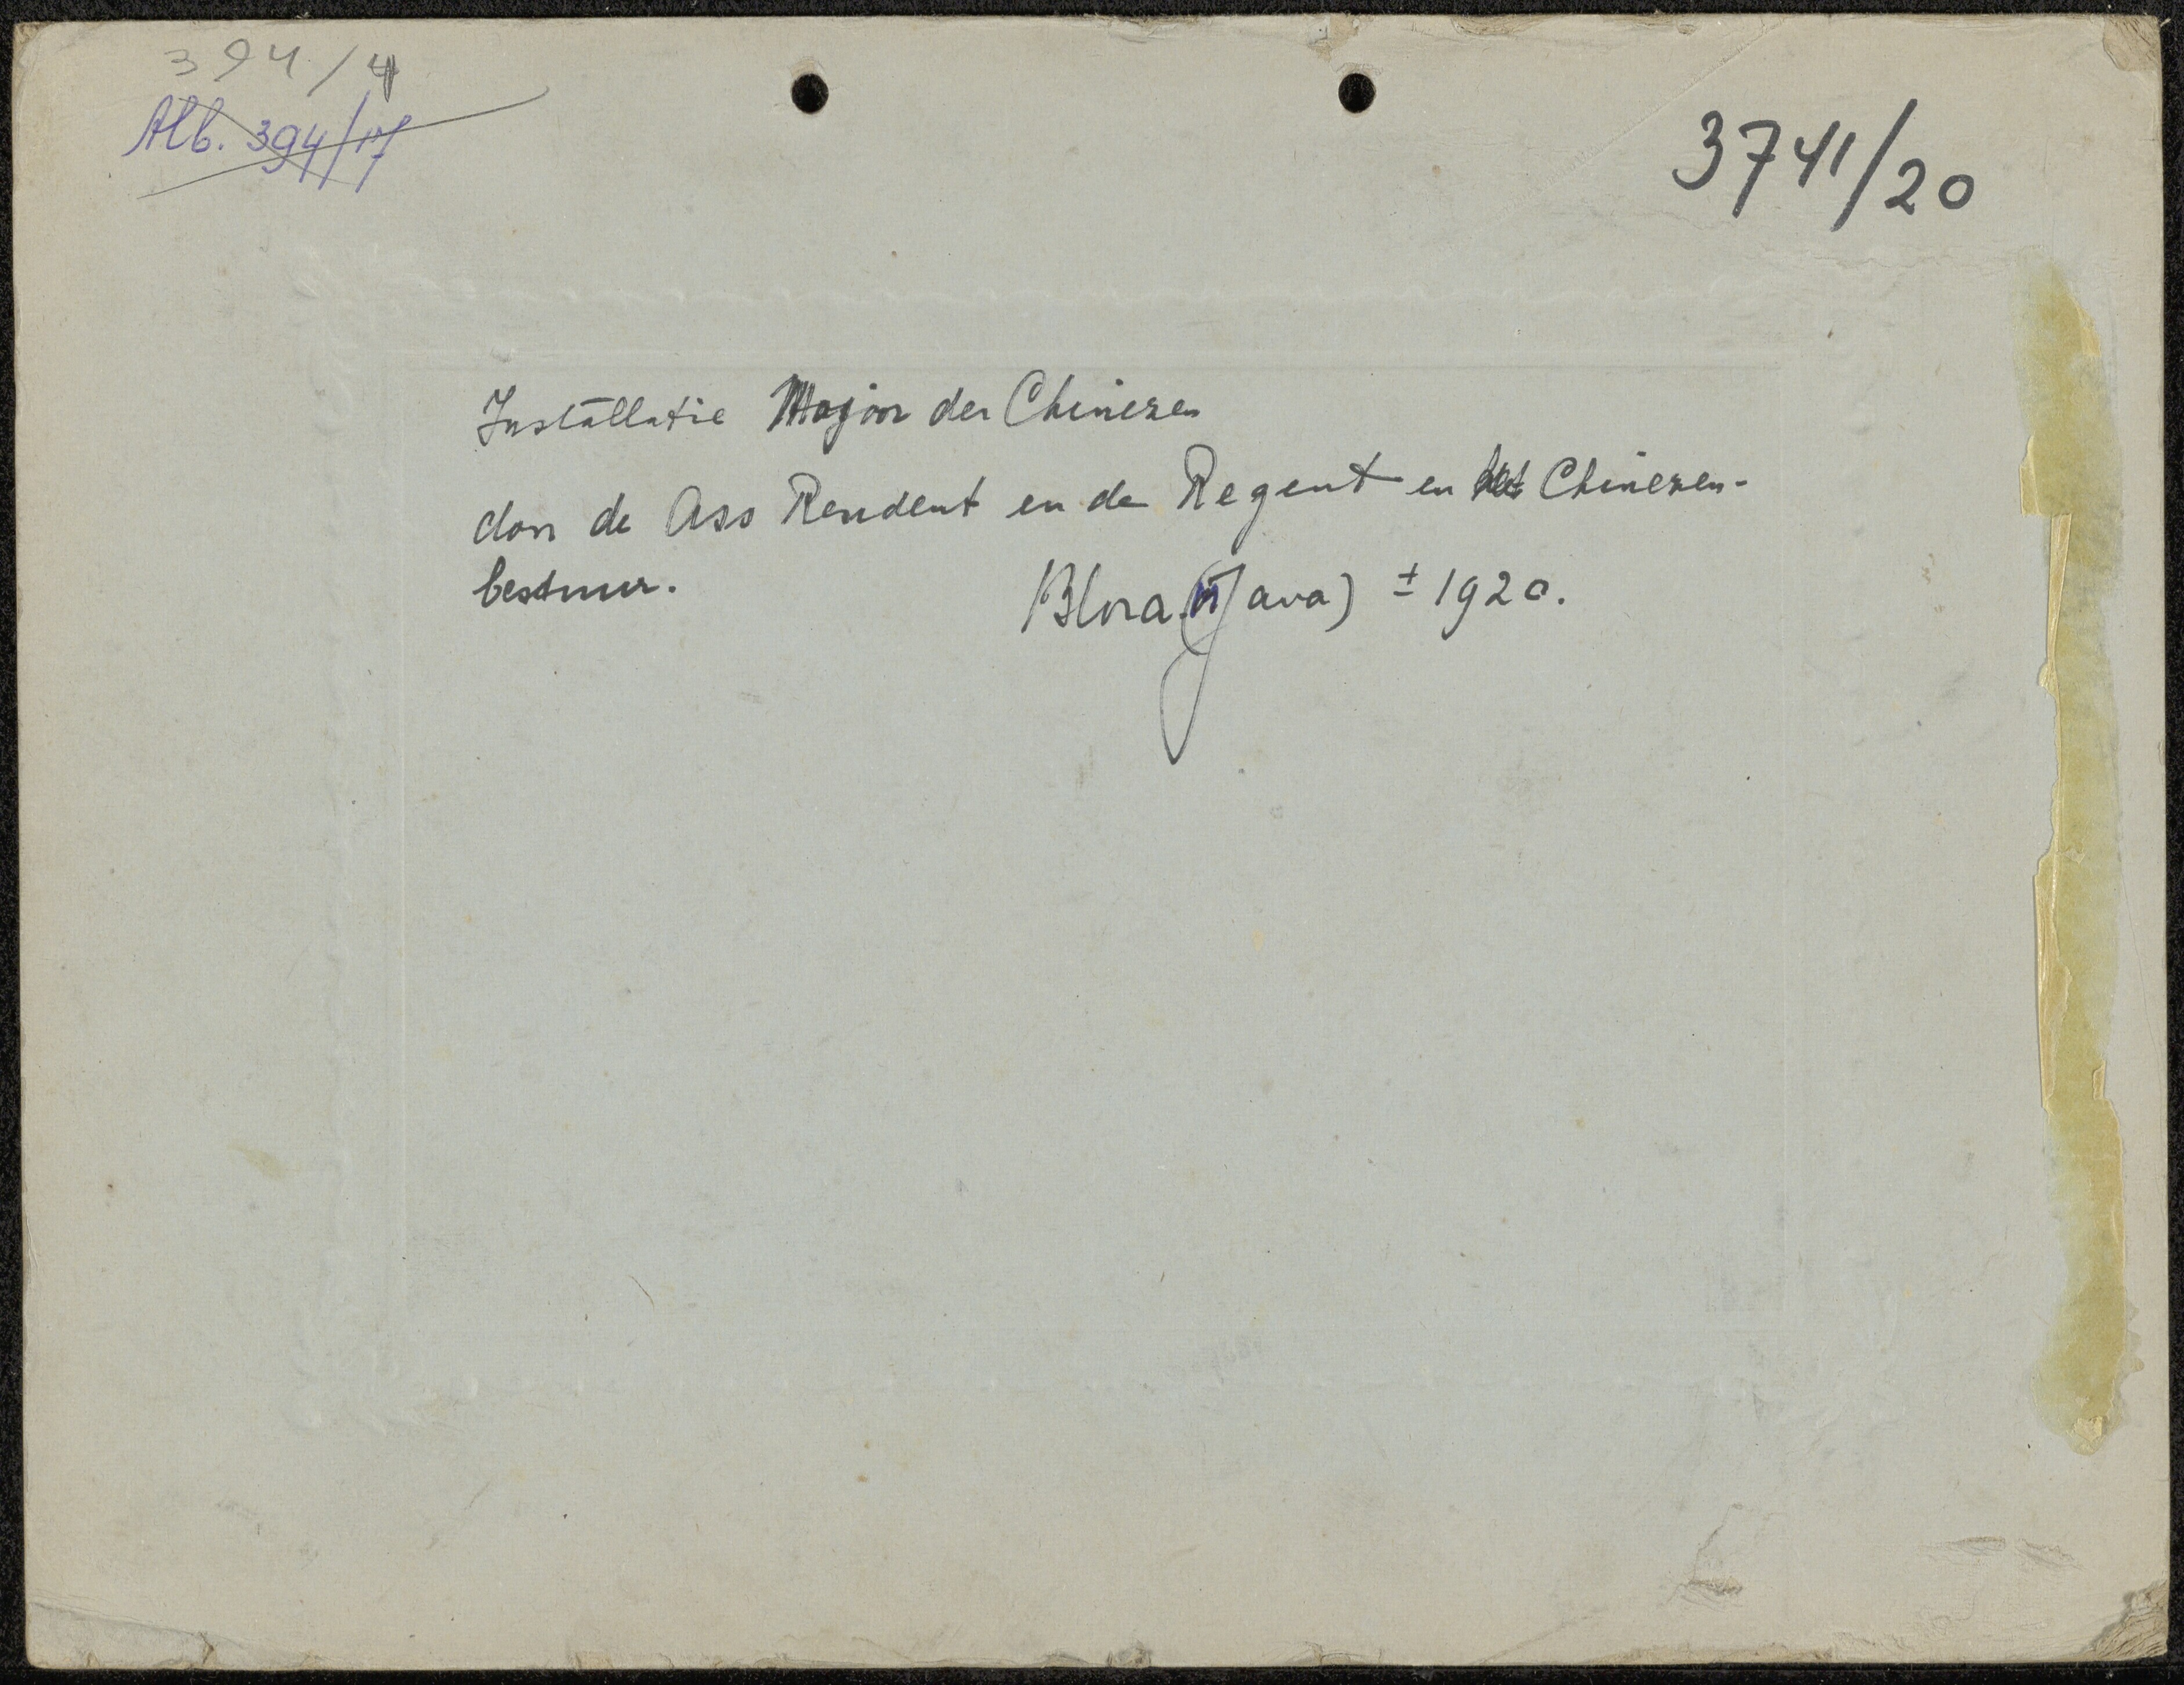 394/4
Alb. 394/17
3741/20
Installatie Majoor der Chinezen
door de Ass Resident en de Regent en het Chinezen-
bestuur.
Blora (Java) ± 1920.